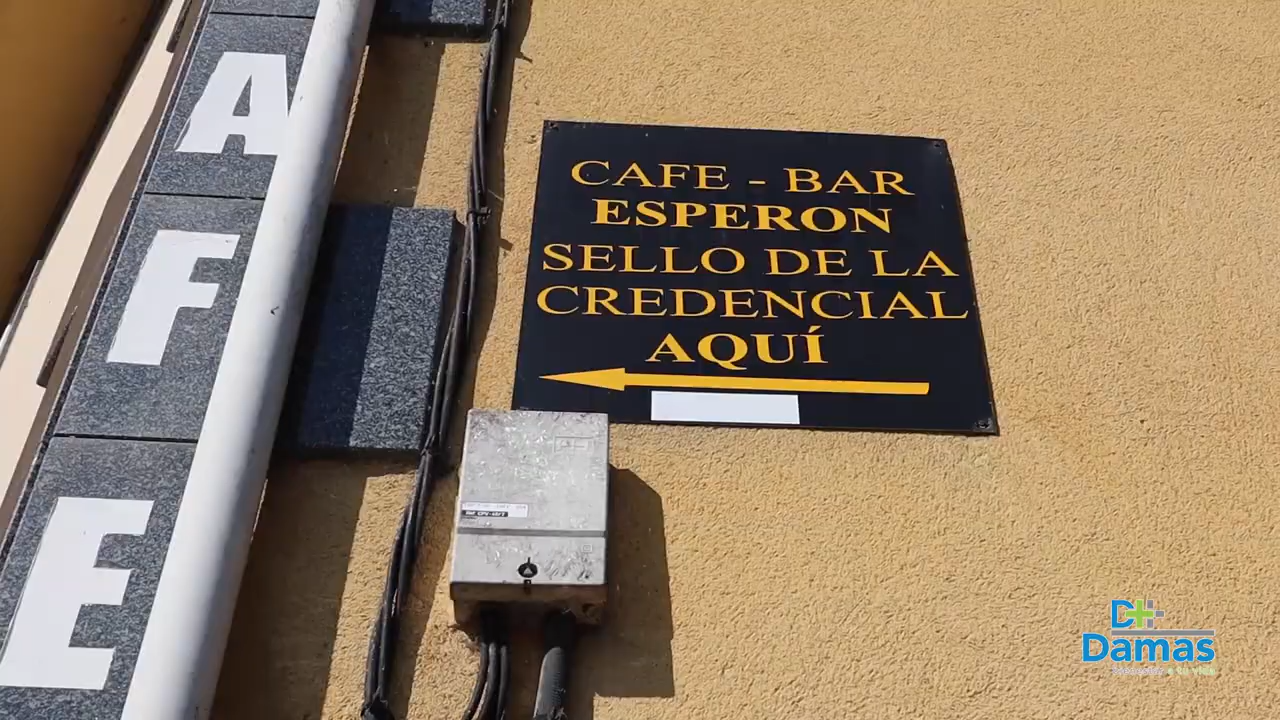 A
F
E
CAFE - BAR
ESPERON
SELLO DE LA
CREDENCIAL
AQUÍ
D
Damas